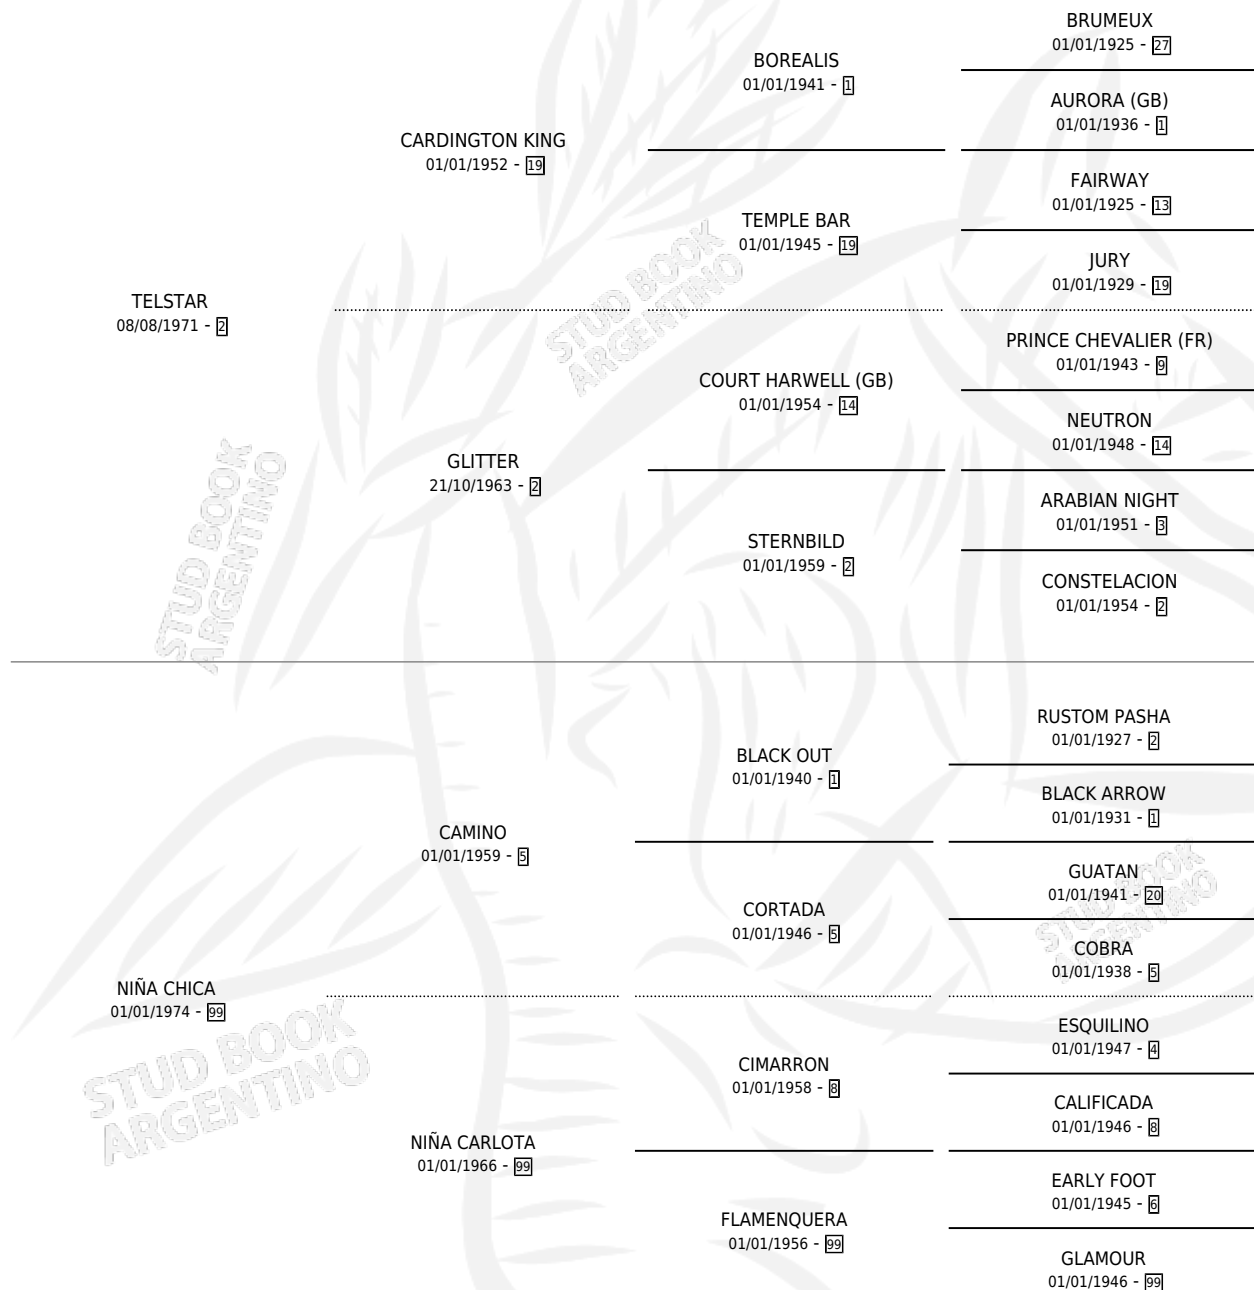 BRUMEUX
01/01/1925 - 27
BOREALIS
01/01/1941 - 1
AURORA (GB)
01/01/1936 - 1
CARDINGTON KING
01/01/1952 - 19
FAIRWAY
01/01/1925 - 13
TEMPLE BAR
01/01/1945 - 19
JURY
01/01/1929 - 19
TELSTAR
08/08/1971 - 2
STUD BOOK
ARGENTINO
PRINCE CHEVALIER (FR)
01/01/1943 - 9
COURT HARWELL (GB)
01/01/1954 - 14
NEUTRON
01/01/1948 - 14
GLITTER
21/10/1963 - 2
ARABIAN NIGHT
01/01/1951 - 3
STERNBILD
01/01/1959 - 2
CONSTELACION
01/01/1954 - 2
STUD BOOK
ARGENTINO
RUSTOM PASHA
01/01/1927 - 2
BLACK OUT
01/01/1940 - 1
BLACK ARROW
01/01/1931 - 1
CAMINO
01/01/1959 - 5
GUATAN
01/01/1941 - 20
CORTADA
01/01/1946 - 5
STUD BOOK
ARGENTINO
COBRA
01/01/1938 - 5
NIÑA CHICA
01/01/1974 - 99
STUD BOOK
ARGENTINO
ESQUILINO
01/01/1947 - 4
CIMARRON
01/01/1958 - 8
CALIFICADA
01/01/1946 - 8
NIÑA CARLOTA
01/01/1966 - 99
EARLY FOOT
01/01/1945 - 6
FLAMENQUERA
01/01/1956 - 99
GLAMOUR
01/01/1946 - 99